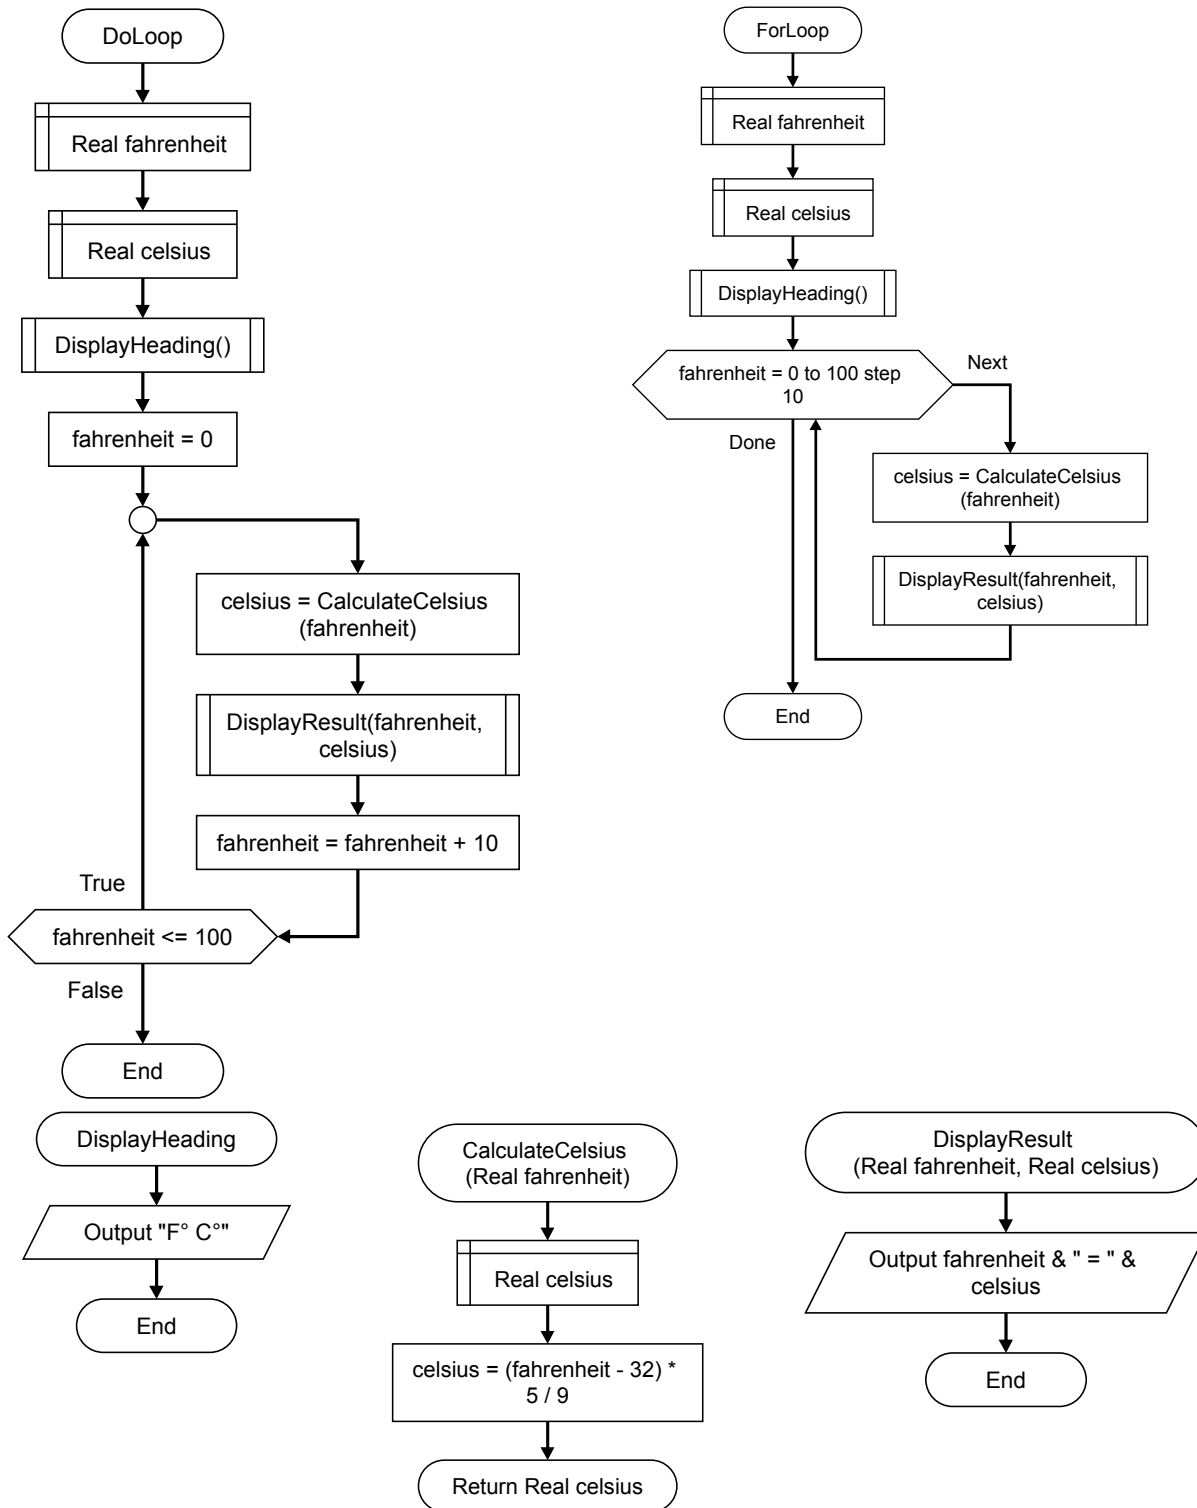 DoLoop
Real fahrenheit
Real celsius
DisplayHeading()
fahrenheit = 0
celsius = CalculateCelsius
(fahrenheit)
DisplayResult(fahrenheit,
celsius)
fahrenheit = fahrenheit + 10
True
fahrenheit <= 100
False
End
ForLoop
Real fahrenheit
Real celsius
DisplayHeading()
fahrenheit = 0 to 100 step
10
Next
Done
celsius = CalculateCelsius
(fahrenheit)
DisplayResult(fahrenheit,
celsius)
End
DisplayHeading
Output "F° C°"
End
CalculateCelsius
(Real fahrenheit)
Real celsius
celsius = (fahrenheit - 32) *
5 / 9
Return Real celsius
DisplayResult
(Real fahrenheit, Real celsius)
Output fahrenheit & " = " &
celsius
End